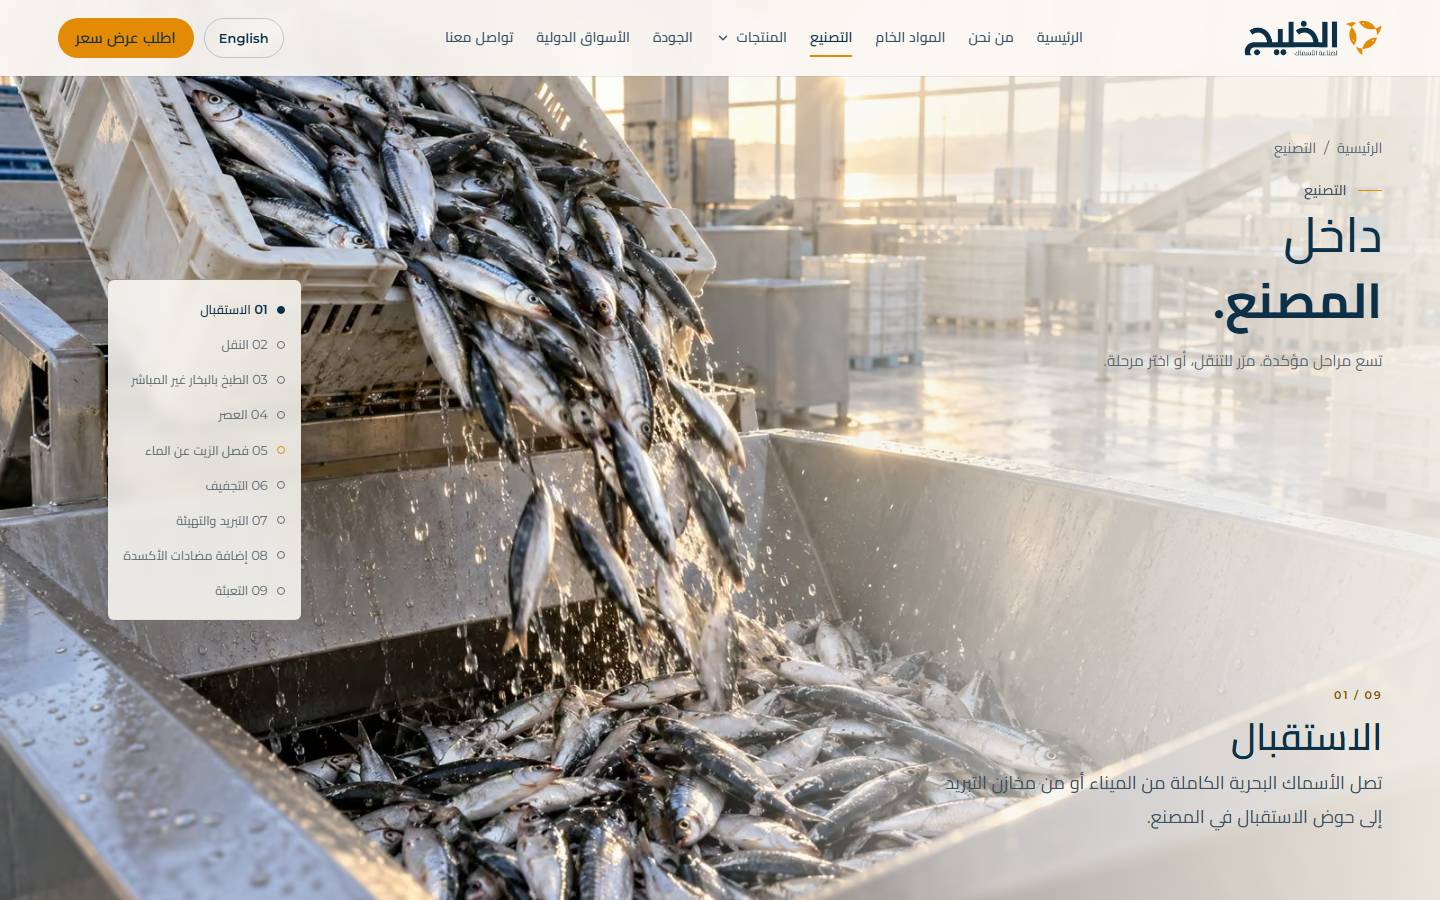 الخليج
لصناعة الأسماك
الرئيسية
من نحن
المواد الخام
التصنيع
المنتجات
الجودة
الأسواق الدولية
تواصل معنا
English
اطلب عرض سعر
الرئيسية / التصنيع
التصنيع
داخل
المصنع.
تسع مراحل مؤكدة. مرّر للتنقل، أو اختر مرحلة.
01 الاستقبال
02 النقل
03 الطبخ بالبخار غير المباشر
04 العصر
05 فصل الزيت عن الماء
06 التجفيف
07 التبريد والتهيئة
08 إضافة مضادات الأكسدة
09 التعبئة
01 / 09
الاستقبال
تصل الأسماك البحرية الكاملة من الميناء أو من مخازن التبريد
إلى حوض الاستقبال في المصنع.